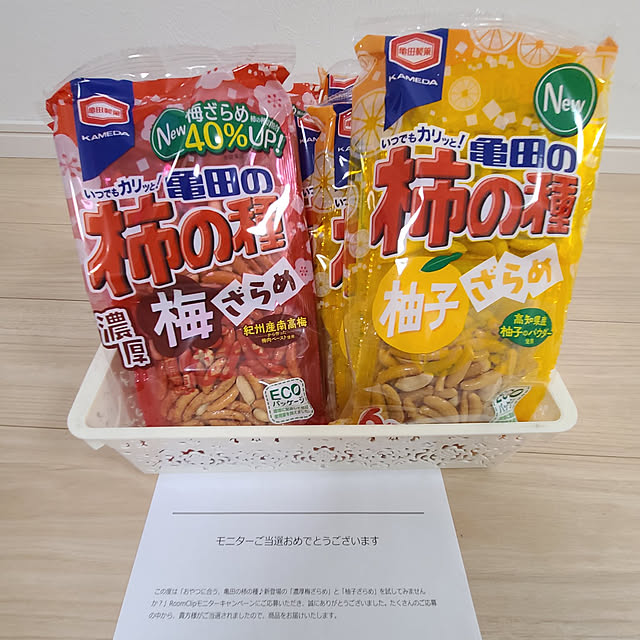 亀田製菓
KAMEDA
New
梅ざらめ
40%UP!
いつでもカリッと!
亀田の
柿の種
濃厚
梅
ざらめ
紀州産南高梅
ECO
パッケージ
亀田製菓
KAMEDA
New
いつでもカリッと!
亀田の
柿の種
柚子
ざらめ
高知県産
柚子のパウダー
使用
ECO
6
モニターご当選おめでとうございます
この度は「おやつに合う、亀田の柿の種♪新登場の「濃厚梅ざらめ」と「柚子ざらめ」を試してみません
か?」RoomClipモニターキャンペーンにご応募いただき、誠にありがとうございました。たくさんのご応募
の中から、貴方様がご当選されましたので、商品をお届けいたします。